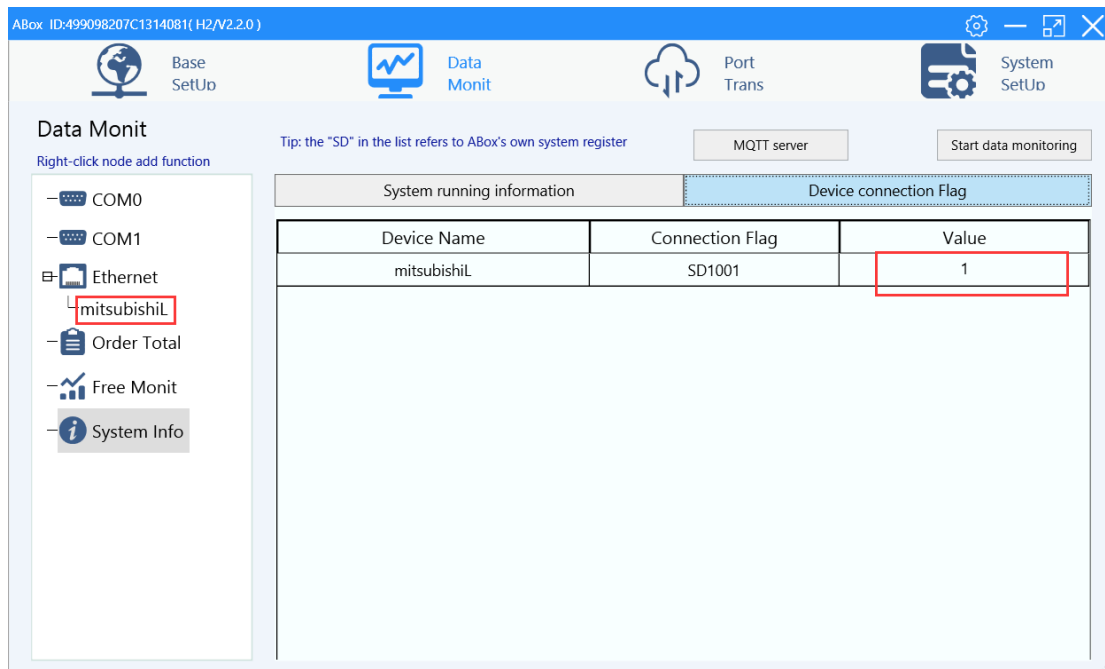 ABox ID:499098207C1314081( H2/V2.2.0 )
Base
SetUp
Data
Monit
Port
Trans
System
SetUp
Data Monit
Right-click node add function
Tip: the "SD" in the list refers to ABox's own system register
MQTT server
Start data monitoring
COM0
COM1
Ethernet
mitsubishiL
Order Total
Free Monit
System Info
System running information
Device connection Flag
Device Name Connection Flag Value
mitsubishiL SD1001 1